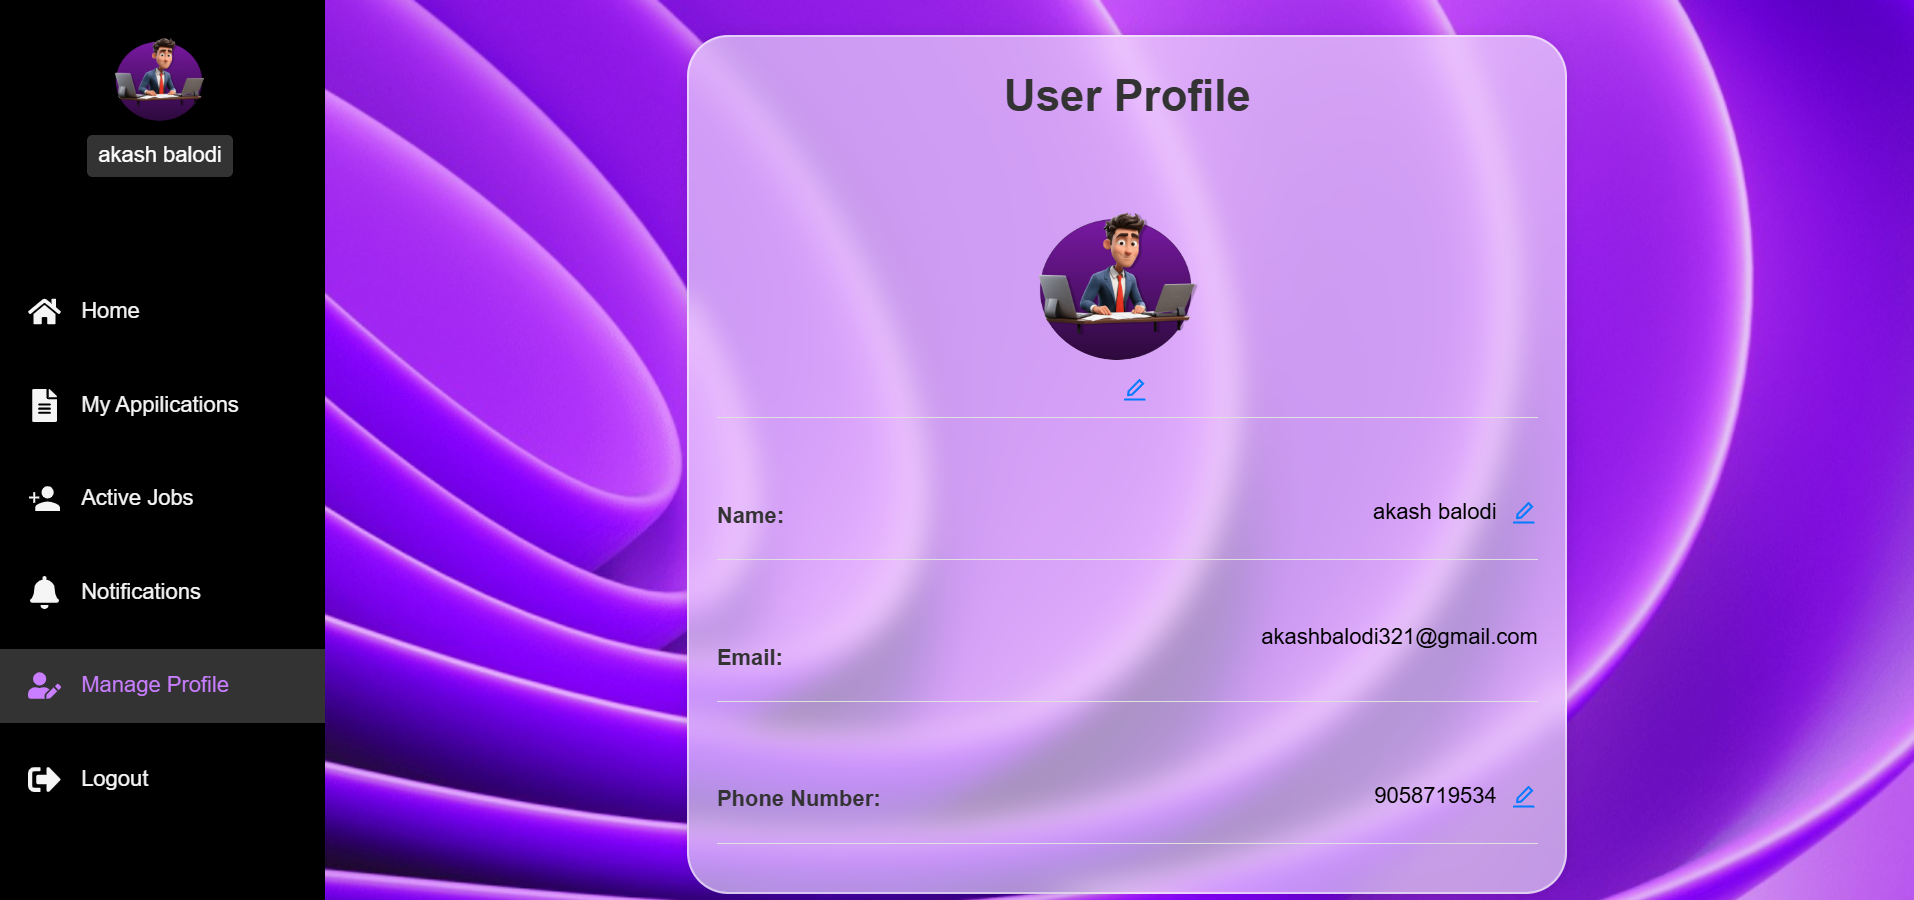 akash balodi
Home
My Appilications
Active Jobs
Notifications
Manage Profile
Logout
User Profile
Name: akash balodi
Email: akashbalodi321@gmail.com
Phone Number: 9058719534